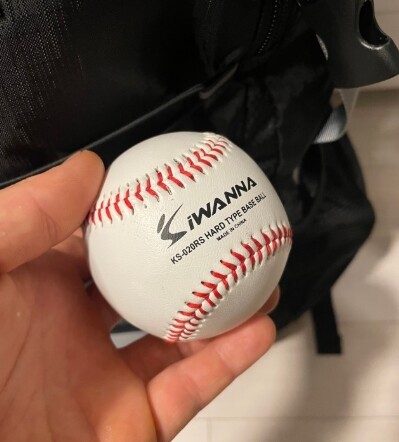 iWANNA
KS-020RS HARD TYPE BASE BALL
MADE IN CHINA